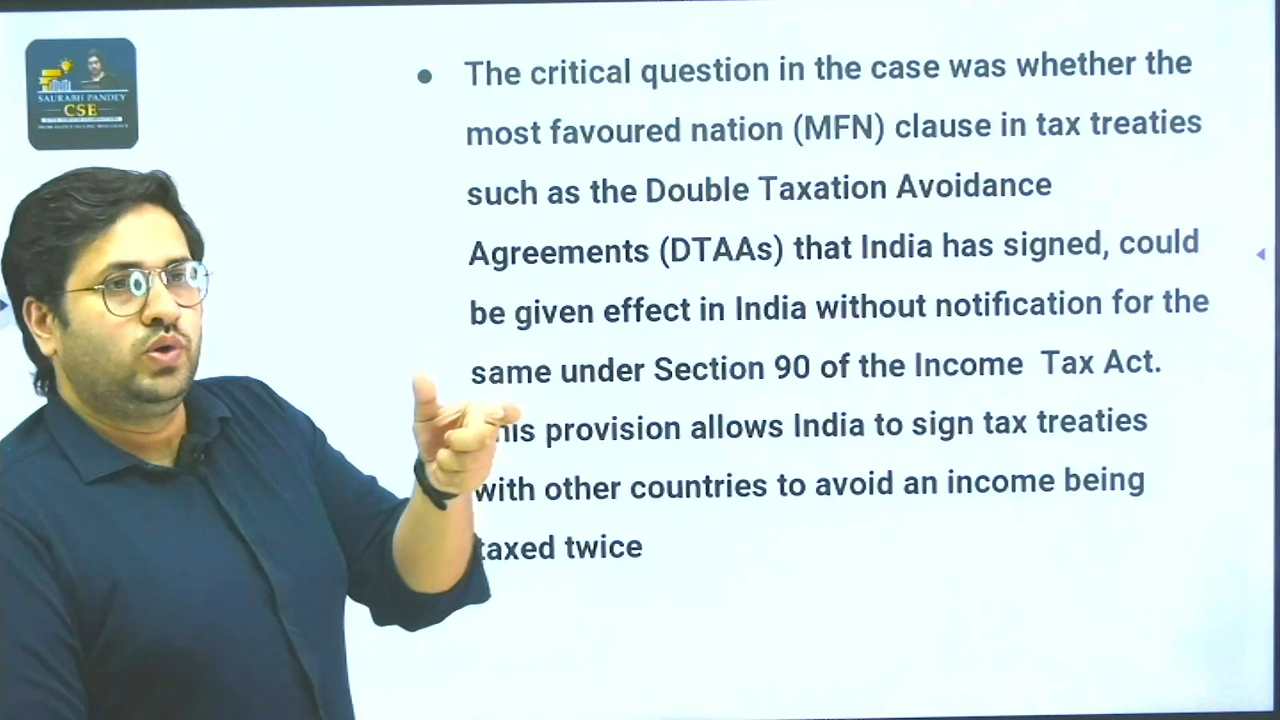 SAURABH PANDEY
CSE
The critical question in the case was whether the
most favoured nation (MFN) clause in tax treaties
such as the Double Taxation Avoidance
Agreements (DTAAs) that India has signed, could
be given effect in India without notification for the
same under Section 90 of the Income Tax Act.
his provision allows India to sign tax treaties
with other countries to avoid an income being
taxed twice